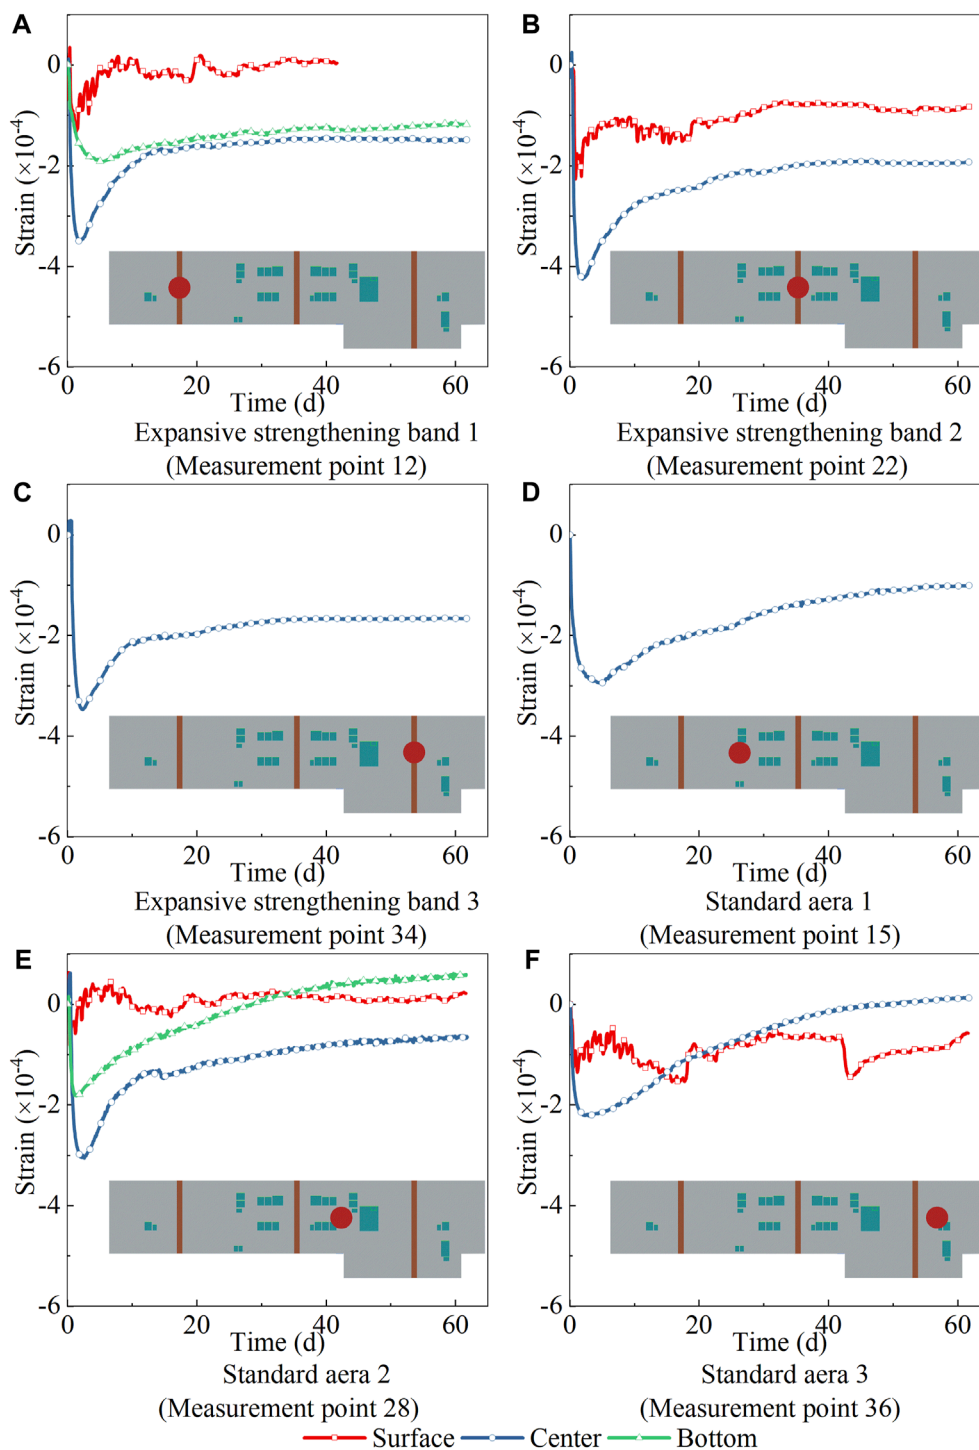 A
B
0
-2
-4
-6
Strain (×10-4)
0 20 40 60
Time (d)
Expansive strengthening band 1
(Measurement point 12)
0
-2
-4
-6
Strain (×10-4)
0 20 40 60
Time (d)
Expansive strengthening band 2
(Measurement point 22)
C
D
0
-2
-4
-6
Strain (×10-4)
0 20 40 60
Time (d)
Expansive strengthening band 3
(Measurement point 34)
0
-2
-4
-6
Strain (×10-4)
0 20 40 60
Time (d)
Standard aera 1
(Measurement point 15)
E
F
0
-2
-4
-6
Strain (×10-4)
0 20 40 60
Time (d)
Standard aera 2
(Measurement point 28)
0
-2
-4
-6
Strain (×10-4)
0 20 40 60
Time (d)
Standard aera 3
(Measurement point 36)
Surface Center Bottom